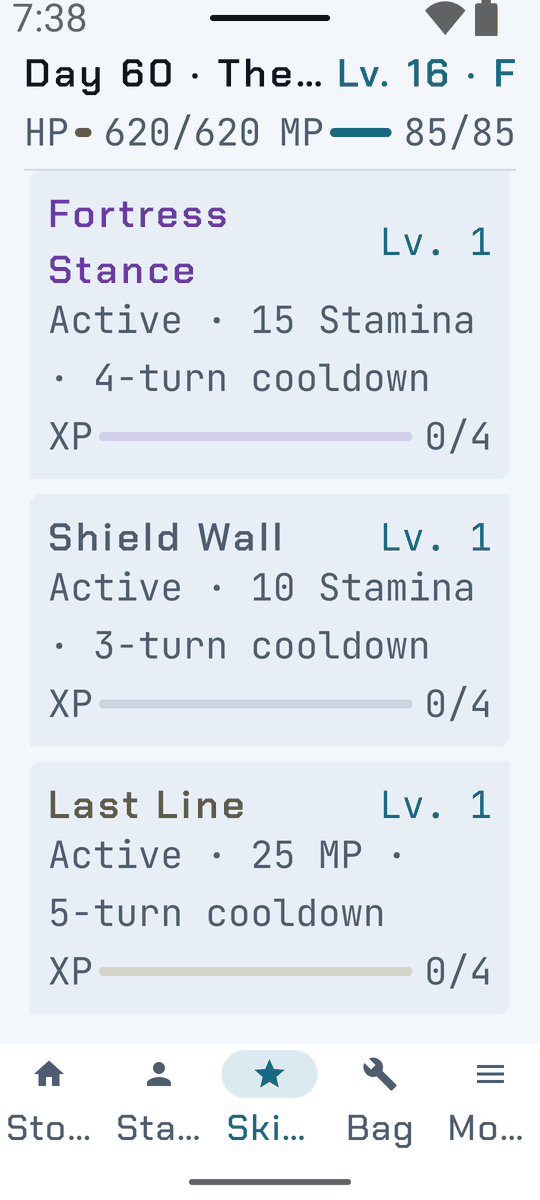 7:38
Day 60 · The… Lv. 16 · F
HP 620/620 MP 85/85
Fortress
Stance
Lv. 1
Active · 15 Stamina
· 4-turn cooldown
XP 0/4
Shield Wall Lv. 1
Active · 10 Stamina
· 3-turn cooldown
XP 0/4
Last Line Lv. 1
Active · 25 MP ·
5-turn cooldown
XP 0/4
Sto… Sta… Ski… Bag Mo…